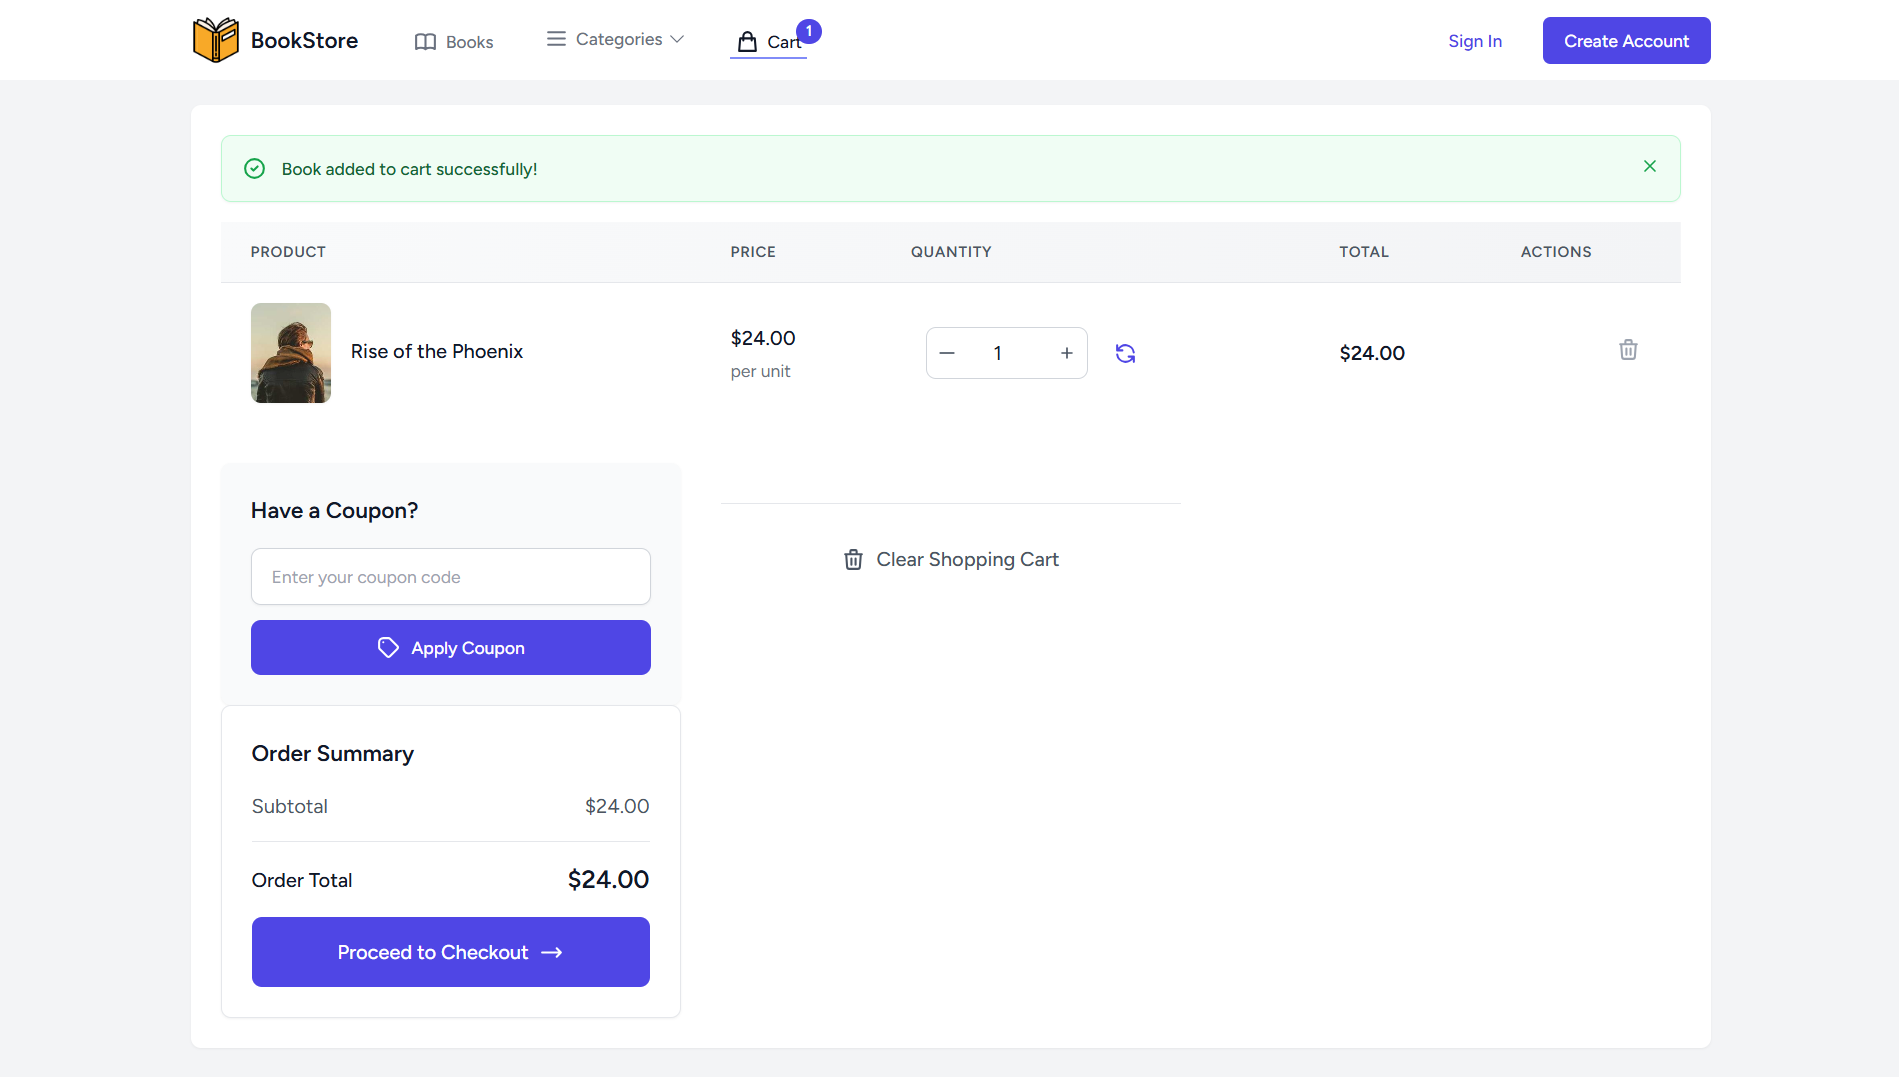 BookStore
Books
Categories
Cart
1
Sign In
Create Account
Book added to cart successfully!
PRODUCT
PRICE
QUANTITY
TOTAL
ACTIONS
Rise of the Phoenix
$24.00
per unit
1
$24.00
Have a Coupon?
Enter your coupon code
Apply Coupon
Clear Shopping Cart
Order Summary
Subtotal $24.00
Order Total $24.00
Proceed to Checkout